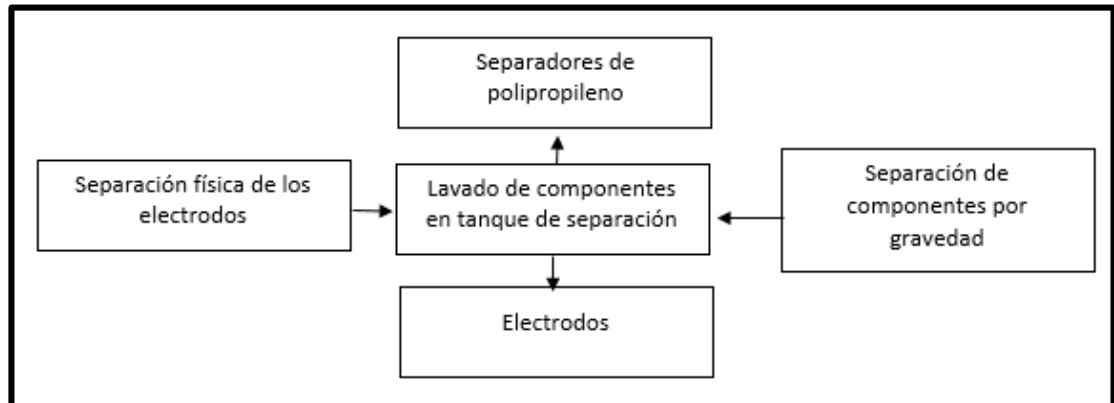 Separadores de
polipropileno
Separación física de los
electrodos
Lavado de componentes
en tanque de separación
Separación de
componentes por
gravedad
Electrodos